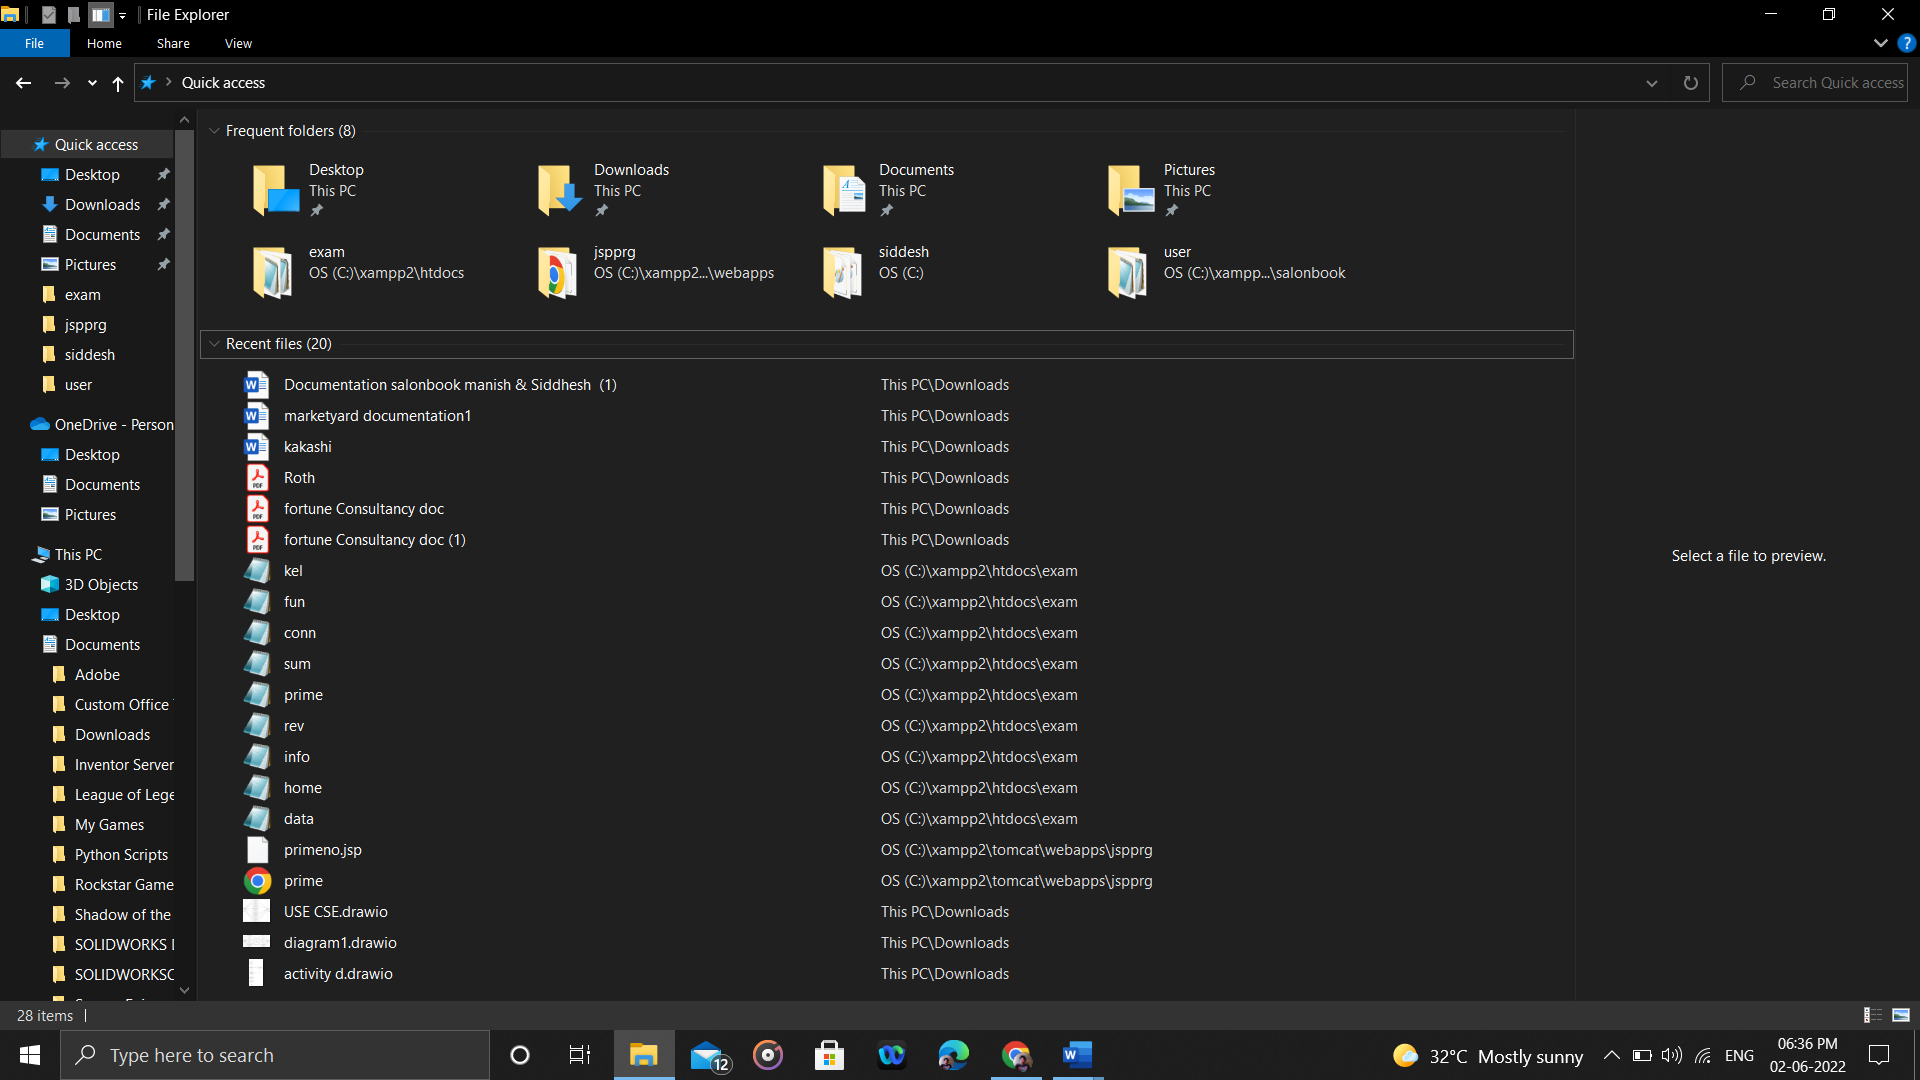 File Explorer
File Home Share View
Quick access
Search Quick access
Quick access
Desktop
Downloads
Documents
Pictures
exam
jspprg
siddesh
user
OneDrive - Person
Desktop
Documents
Pictures
This PC
3D Objects
Desktop
Documents
Adobe
Custom Office
Downloads
Inventor Server
League of Lege
My Games
Python Scripts
Rockstar Game
Shadow of the
SOLIDWORKS
SOLIDWORKSC
Frequent folders (8)
Desktop
This PC
Downloads
This PC
Documents
This PC
Pictures
This PC
exam
OS (C:)\xampp2\htdocs
jspprg
OS (C:)\xampp2...\webapps
siddesh
OS (C:)
user
OS (C:)\xampp...\salonbook
Recent files (20)
Documentation salonbook manish & Siddhesh (1) This PC\Downloads
marketyard documentation1 This PC\Downloads
kakashi This PC\Downloads
Roth This PC\Downloads
fortune Consultancy doc This PC\Downloads
fortune Consultancy doc (1) This PC\Downloads
kel OS (C:)\xampp2\htdocs\exam
fun OS (C:)\xampp2\htdocs\exam
conn OS (C:)\xampp2\htdocs\exam
sum OS (C:)\xampp2\htdocs\exam
prime OS (C:)\xampp2\htdocs\exam
rev OS (C:)\xampp2\htdocs\exam
info OS (C:)\xampp2\htdocs\exam
home OS (C:)\xampp2\htdocs\exam
data OS (C:)\xampp2\htdocs\exam
primeno.jsp OS (C:)\xampp2\tomcat\webapps\jspprg
prime OS (C:)\xampp2\tomcat\webapps\jspprg
USE CSE.drawio This PC\Downloads
diagram1.drawio This PC\Downloads
activity d.drawio This PC\Downloads
Select a file to preview.
28 items
Type here to search
12
32°C Mostly sunny
ENG
06:36 PM
02-06-2022